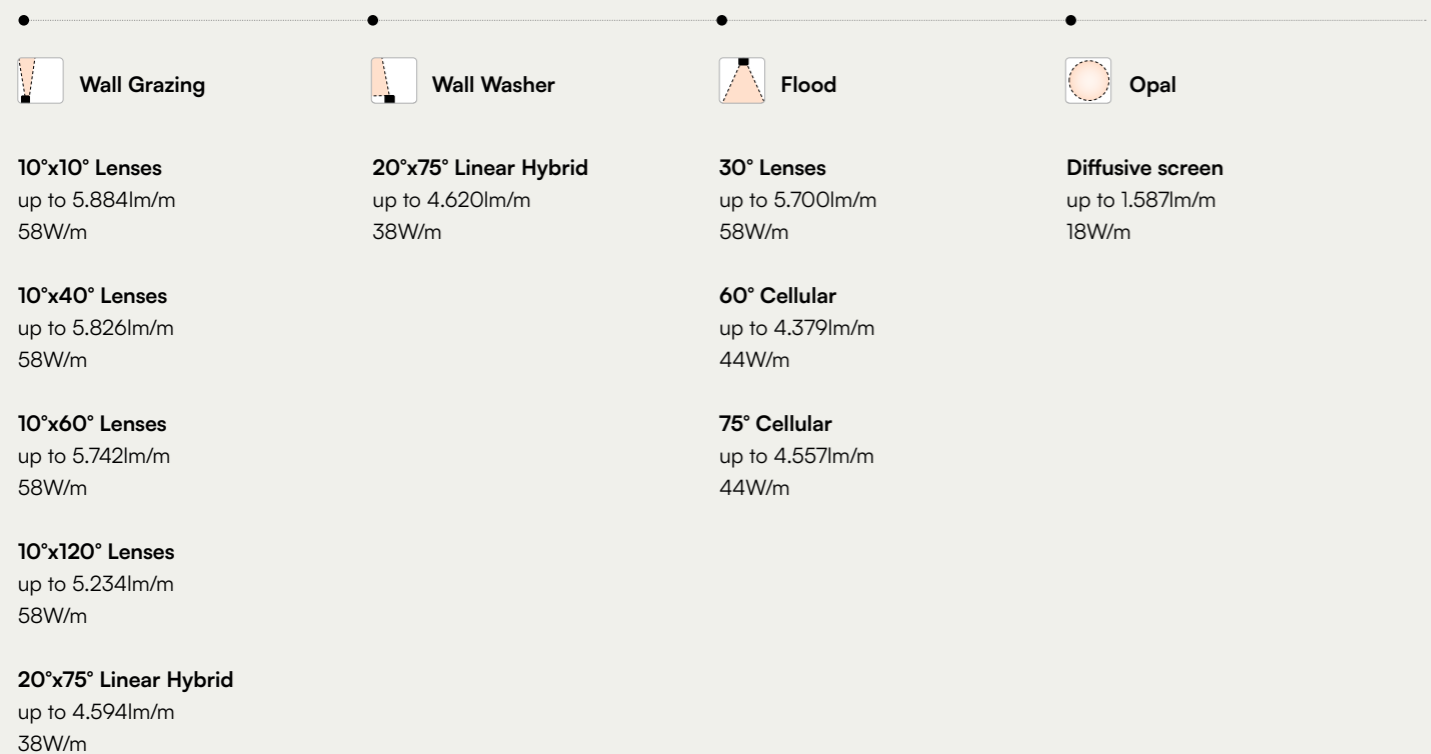 Wall Grazing
10°x10° Lenses
up to 5.884lm/m
58W/m
10°x40° Lenses
up to 5.826lm/m
58W/m
10°x60° Lenses
up to 5.742lm/m
58W/m
10°x120° Lenses
up to 5.234lm/m
58W/m
20°x75° Linear Hybrid
up to 4.594lm/m
38W/m
Wall Washer
20°x75° Linear Hybrid
up to 4.620lm/m
38W/m
Flood
30° Lenses
up to 5.700lm/m
58W/m
60° Cellular
up to 4.379lm/m
44W/m
75° Cellular
up to 4.557lm/m
44W/m
Opal
Diffusive screen
up to 1.587lm/m
18W/m